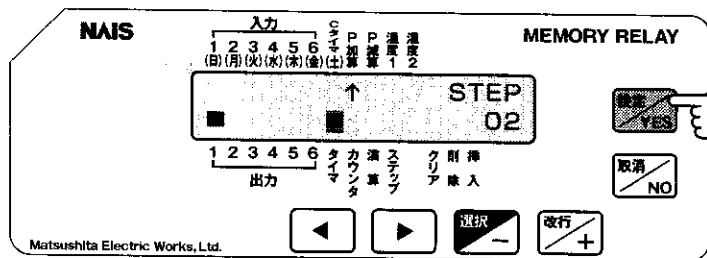 NAIS
MEMORY RELAY
入力
1 2 3 4 5 6
(日)(月)(火)(水)(木)(金)
Cタイマ(土)
P加算
P減算
温度1
温度2
↑ STEP
02
1 2 3 4 5 6
出力
タイマ
カウンタ
演算
ステップ
クリア
削除
挿入
設定/YES
取消/NO
◀
▶
選択/−
改行/+
Matsushita Electric Works, Ltd.